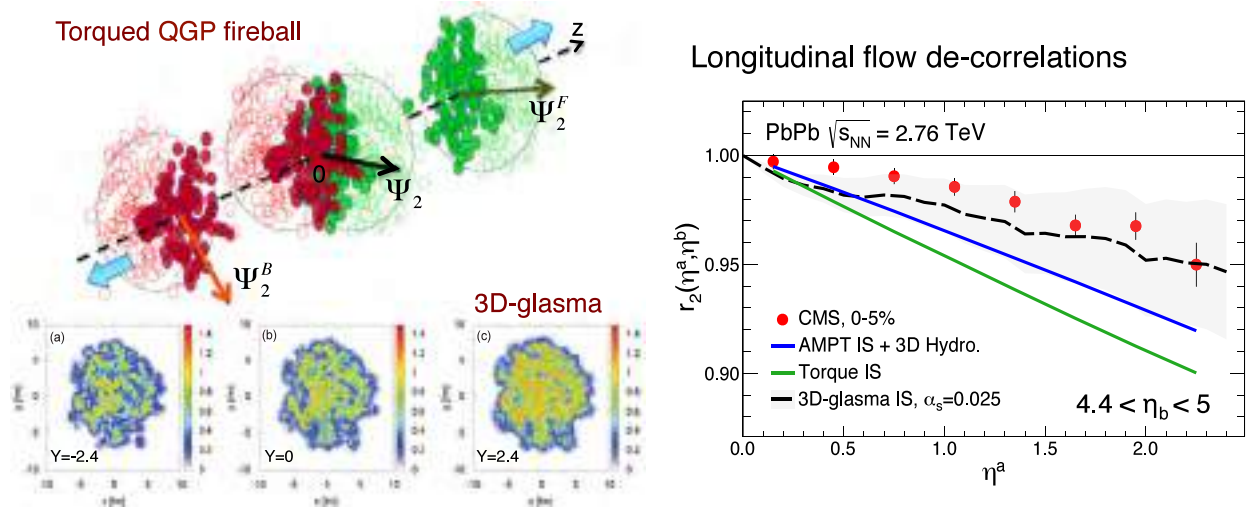 Torqued QGP fireball
z
Ψ₂ᶠ
0
Ψ₂
Ψ₂ᴮ
3D-glasma
(a)
Y=-2.4
(b)
Y=0
(c)
Y=2.4
Longitudinal flow de-correlations
PbPb √sNN = 2.76 TeV
1.00
0.95
0.90
r₂(ηᵃ,ηᵇ)
CMS, 0-5%
AMPT IS + 3D Hydro.
Torque IS
3D-glasma IS, αₛ=0.025
4.4 < ηb < 5
0.0 0.5 1.0 1.5 2.0
ηᵃ